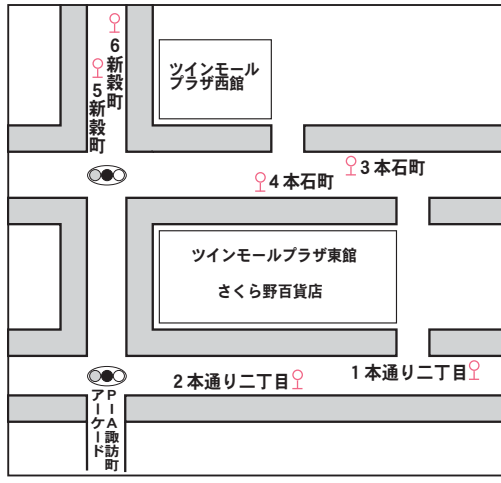 6新穀町
5新穀町
ツインモール
プラザ西館
3本石町
4本石町
ツインモールプラザ東館
さくら野百貨店
1本通り二丁目
2本通り二丁目
PIA諏訪町
アーケード